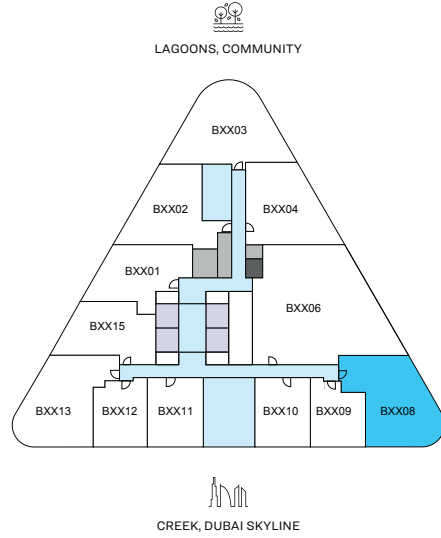 LAGOONS, COMMUNITY
BXX03
BXX02
BXX04
BXX01
BXX06
BXX15
BXX13
BXX12
BXX11
BXX10
BXX09
BXX08
CREEK, DUBAI SKYLINE